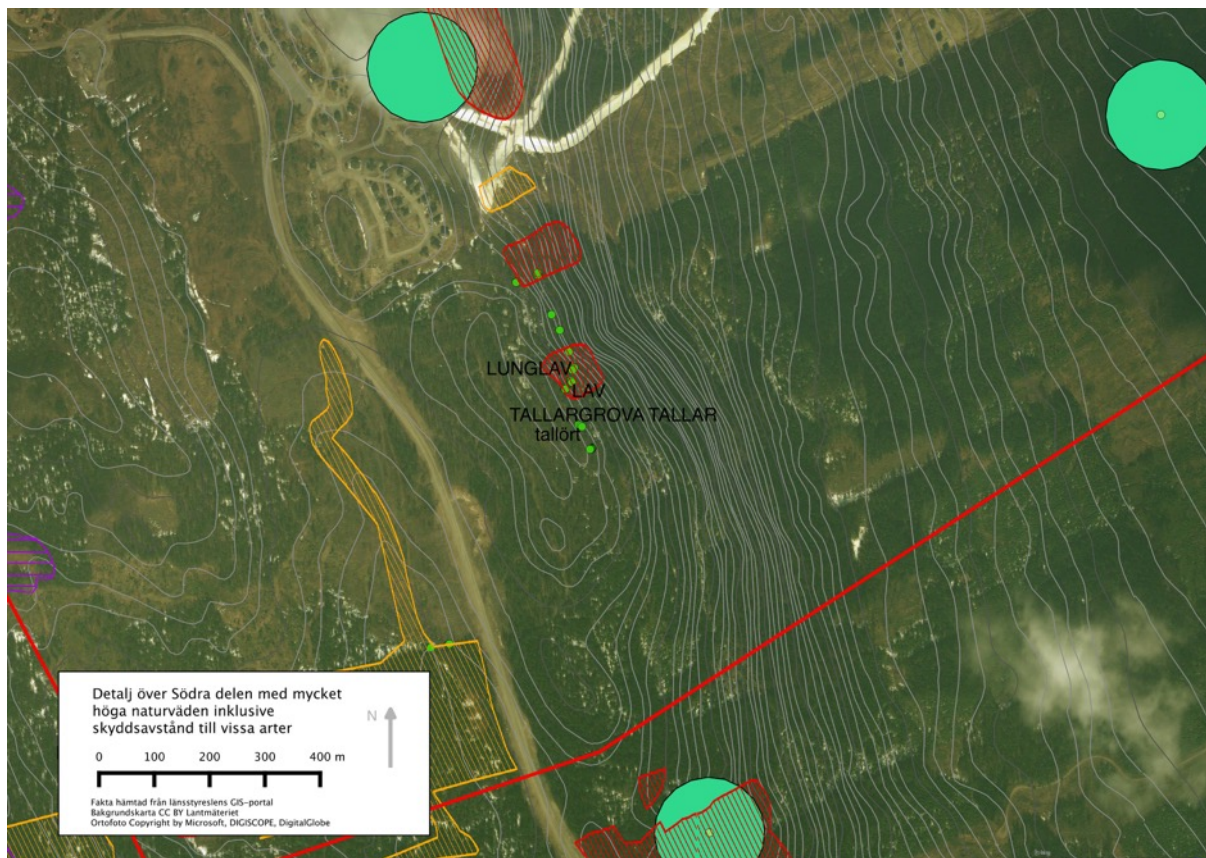 LUNGLAV
LAV
TALLARGROVA TALLAR
tallört
Detalj över Södra delen med mycket
höga naturväden inklusive
skyddsavstånd till vissa arter
N
0 100 200 300 400 m
Fakta hämtad från länsstyreslens GIS-portal
Bakgrundskarta CC BY Lantmäteriet
Ortofoto Copyright by Microsoft, DIGISCOPE, DigitalGlobe